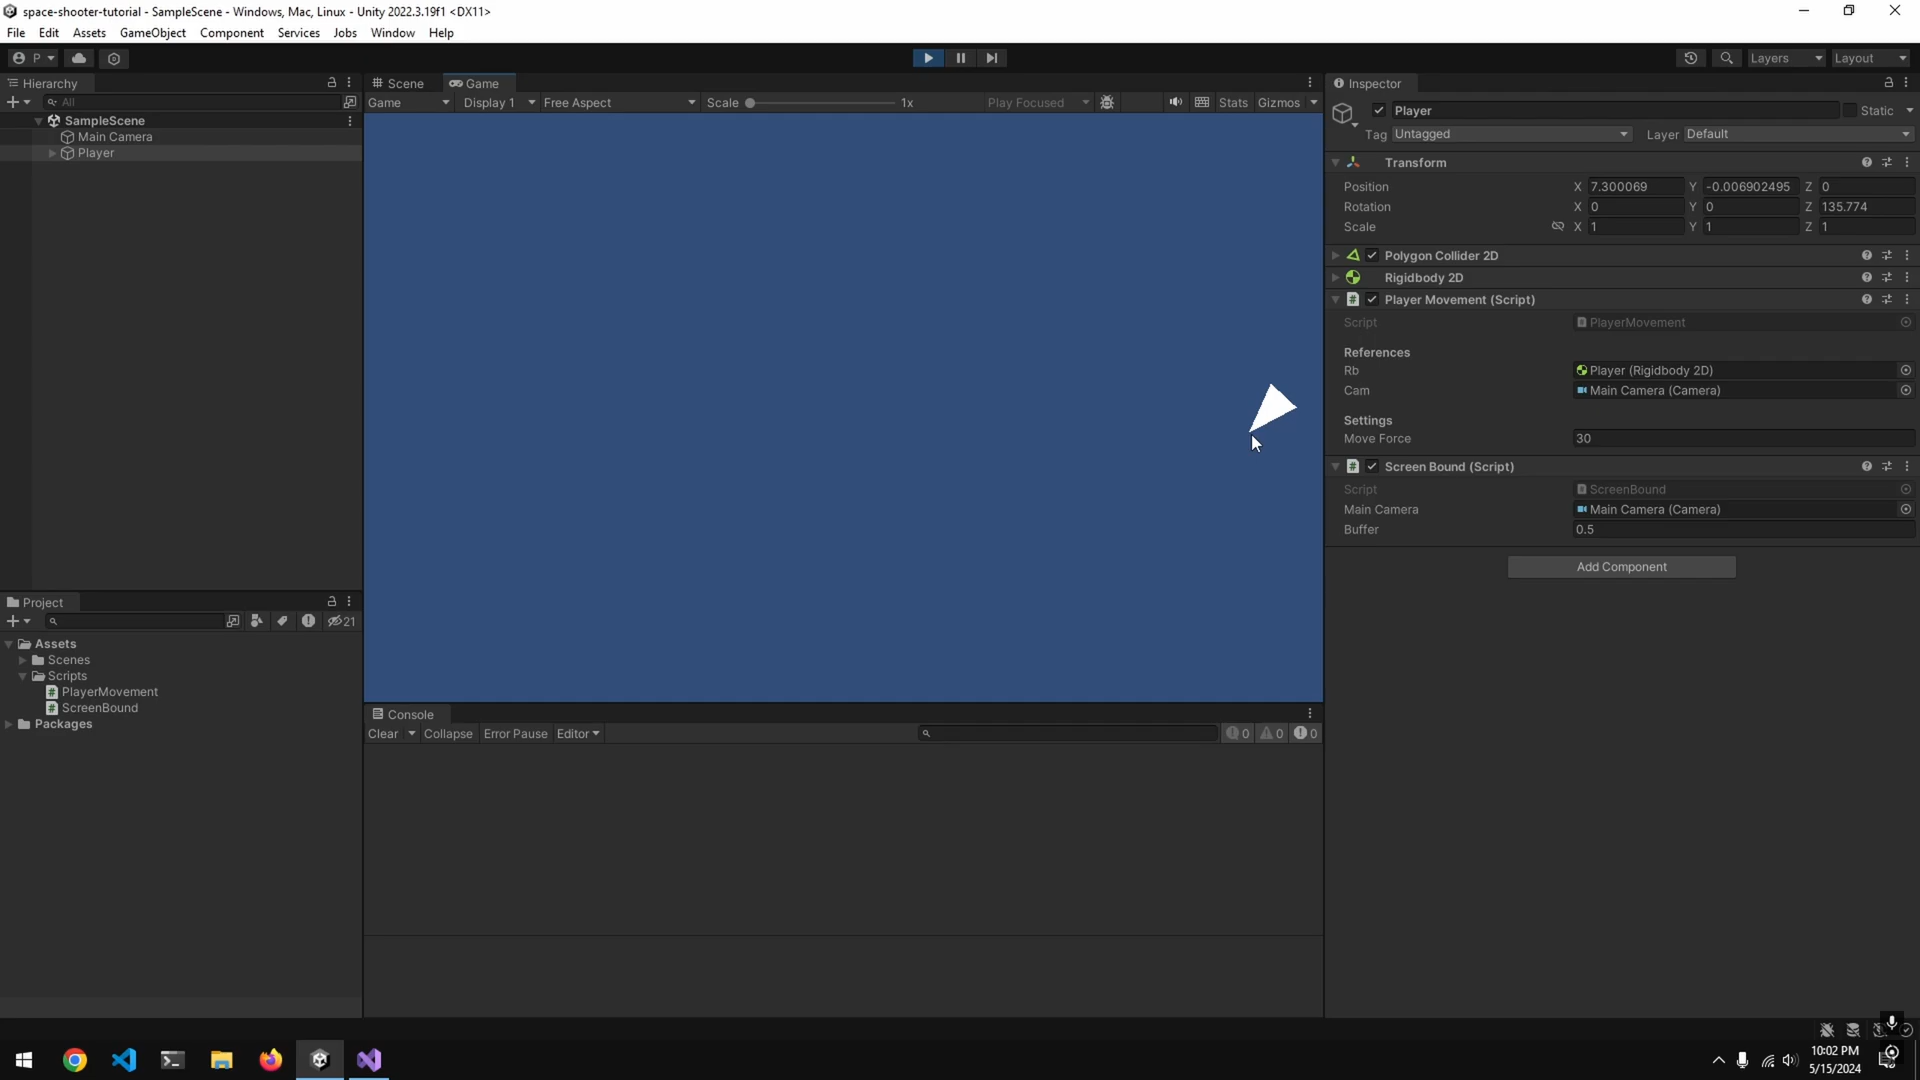 space-shooter-tutorial - SampleScene - Windows, Mac, Linux - Unity 2022.3.19f1 <DX11>
File Edit Assets GameObject Component Services Jobs Window Help
P
Layers
Layout
Hierarchy
All
SampleScene
Main Camera
Player
Scene
Game
Game
Display 1
Free Aspect
Scale
1x
Play Focused
Stats
Gizmos
Inspector
Player
Static
Tag
Untagged
Layer
Default
Transform
Position X 7.300069 Y -0.006902495 Z 0
Rotation X 0 Y 0 Z 135.774
Scale X 1 Y 1 Z 1
Polygon Collider 2D
Rigidbody 2D
Player Movement (Script)
Script PlayerMovement
References
Rb Player (Rigidbody 2D)
Cam Main Camera (Camera)
Settings
Move Force 30
Screen Bound (Script)
Script ScreenBound
Main Camera Main Camera (Camera)
Buffer 0.5
Add Component
Project
21
Assets
Scenes
Scripts
PlayerMovement
ScreenBound
Packages
Console
Clear
Collapse
Error Pause
Editor
0 0 0
10:02 PM
5/15/2024